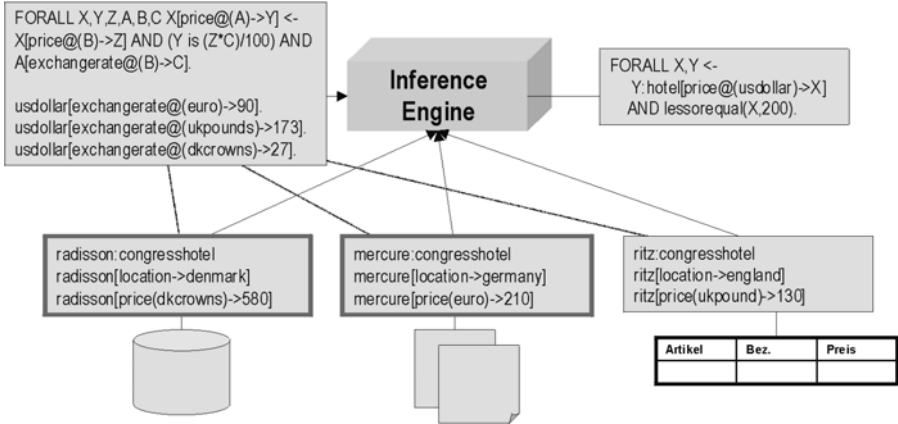 FORALL X,Y,Z,A,B,C X[price@(A)->Y] <-
X[price@(B)->Z] AND (Y is (Z*C)/100) AND
A[exchangerate@(B)->C].
usdollar[exchangerate@(euro)->90].
usdollar[exchangerate@(ukpounds)->173].
usdollar[exchangerate@(dkcrowns)->27].
Inference
Engine
FORALL X,Y <-
Y:hotel[price@(usdollar)->X]
AND lessorequal(X,200).
radisson:congresshotel
radisson[location->denmark]
radisson[price(dkcrowns)->580]
mercure:congresshotel
mercure[location->germany]
mercure[price(euro)->210]
ritz:congresshotel
ritz[location->england]
ritz[price(ukpound)->130]
Artikel Bez. Preis